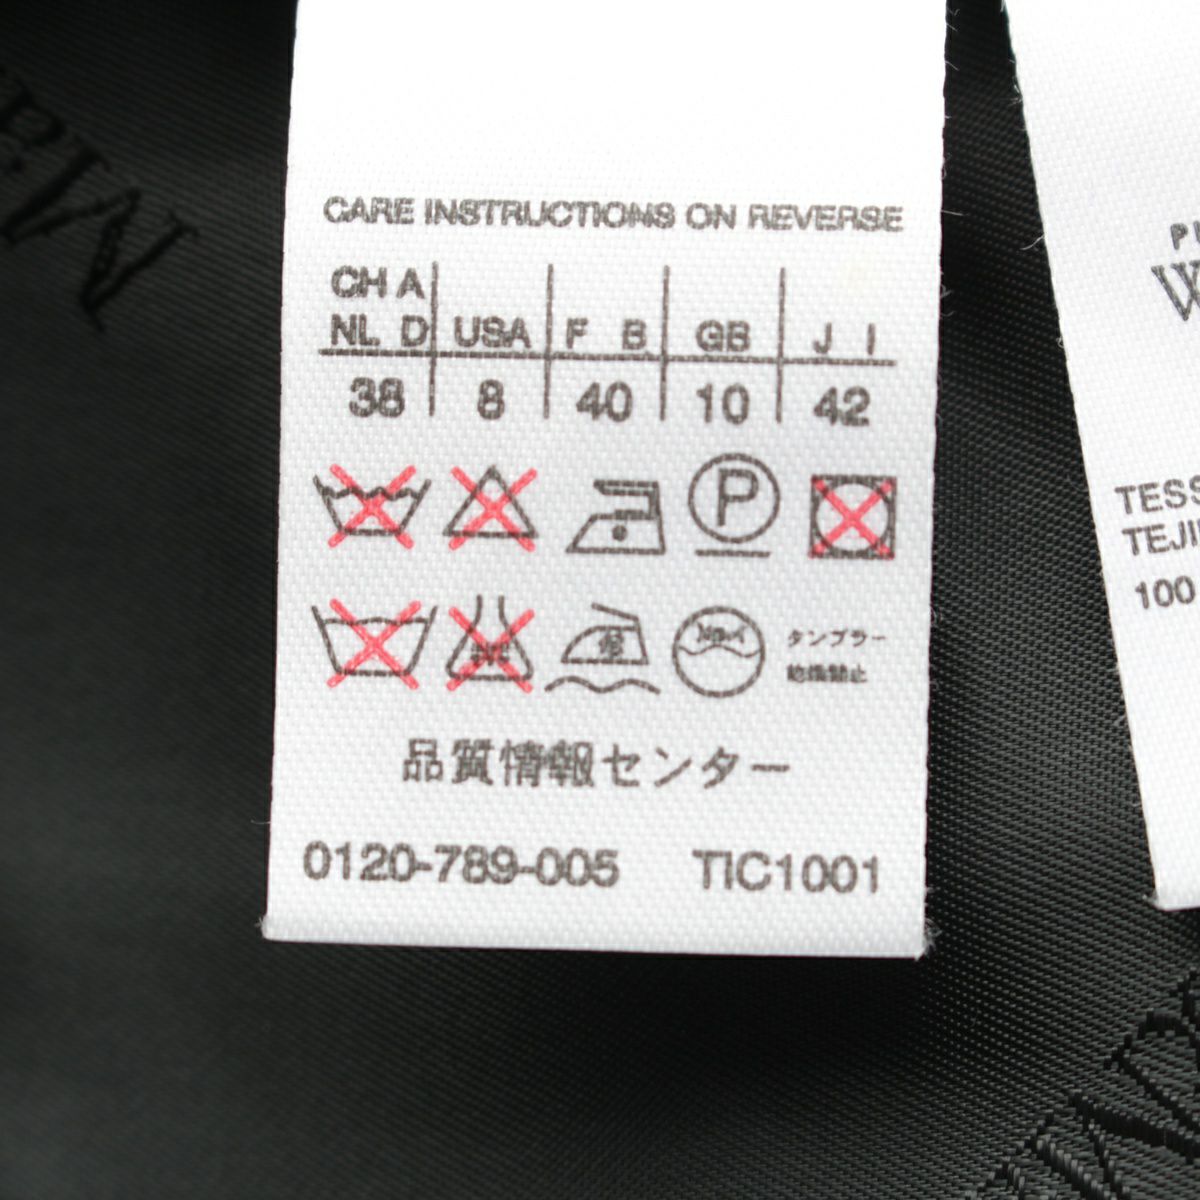 CARE INSTRUCTIONS ON REVERSE
CH A
NL D USA F B GB J I
38 8 40 10 42
P
タンブラー
乾燥禁止
品質情報センター
0120-789-005 TIC1001
TESS
TEJI
100